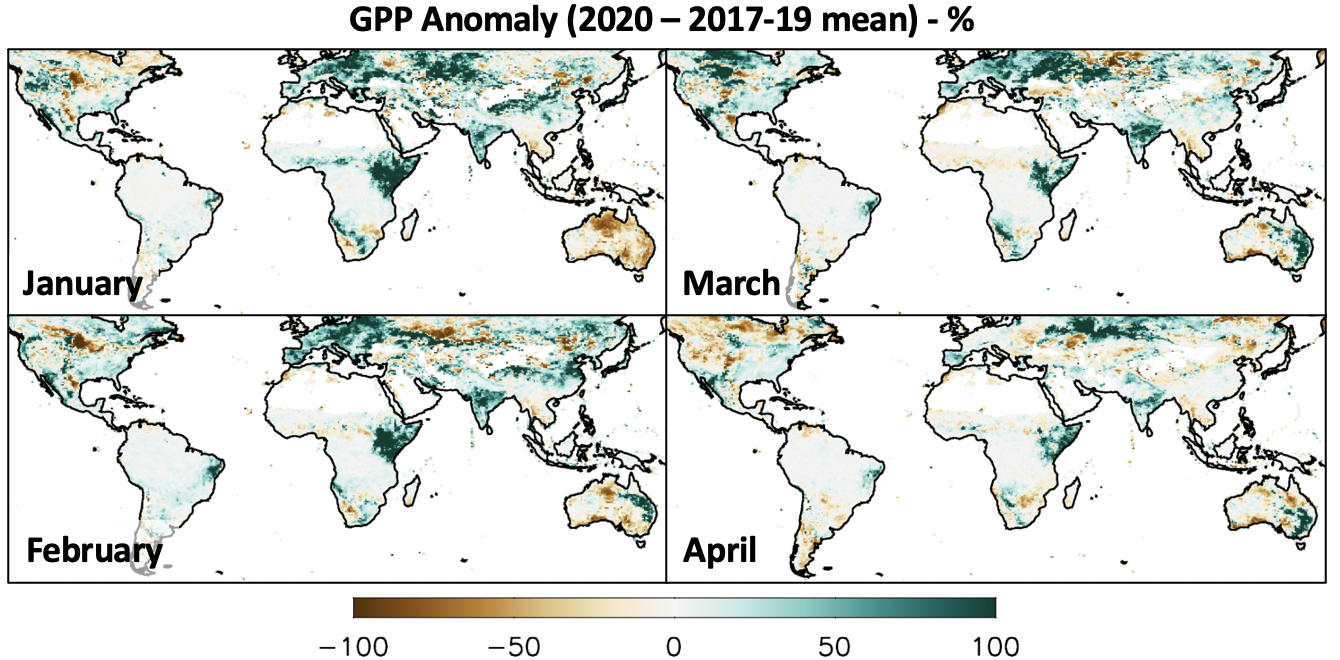 GPP Anomaly (2020 – 2017-19 mean) - %
January
March
February
April
−100 −50 0 50 100